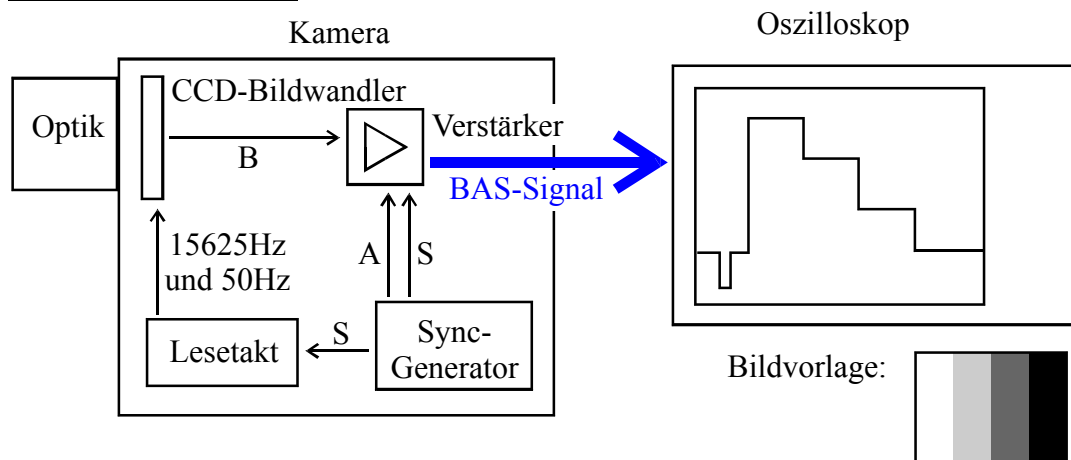 Kamera
Oszilloskop
CCD-Bildwandler
Optik
Verstärker
B
BAS-Signal
15625Hz
und 50Hz
A
S
S
Lesetakt
Sync-
Generator
Bildvorlage: